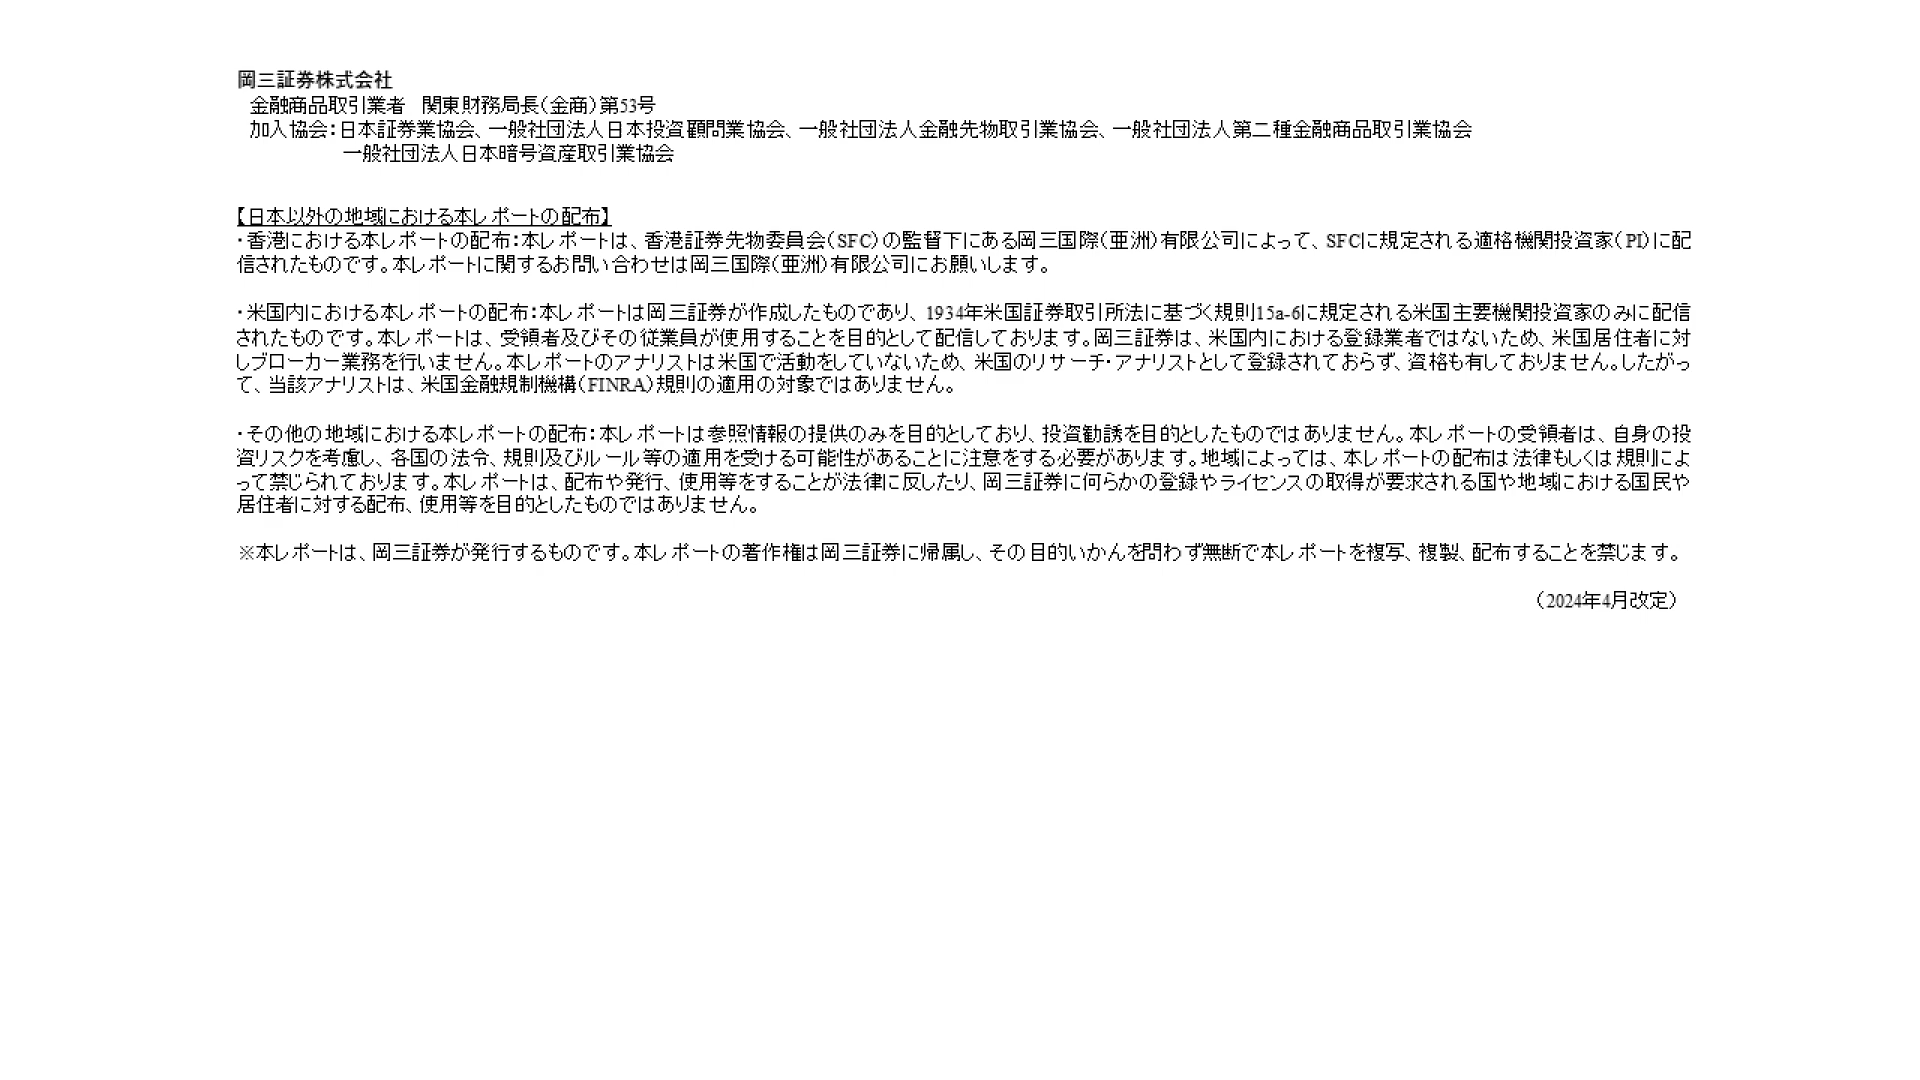 岡三証券株式会社
金融商品取引業者　関東財務局長（金商）第53号
加入協会：日本証券業協会、一般社団法人日本投資顧問業協会、一般社団法人金融先物取引業協会、一般社団法人第二種金融商品取引業協会
一般社団法人日本暗号資産取引業協会
【日本以外の地域における本レポートの配布】
・香港における本レポートの配布：本レポートは、香港証券先物委員会（SFC）の監督下にある岡三国際（亜洲）有限公司によって、SFCに規定される適格機関投資家（PI）に配
信されたものです。本レポートに関するお問い合わせは岡三国際（亜洲）有限公司にお願いします。
・米国内における本レポートの配布：本レポートは岡三証券が作成したものであり、1934年米国証券取引所法に基づく規則15a-6に規定される米国主要機関投資家のみに配信
されたものです。本レポートは、受領者及びその従業員が使用することを目的として配信しております。岡三証券は、米国内における登録業者ではないため、米国居住者に対
しブローカー業務を行いません。本レポートのアナリストは米国で活動をしていないため、米国のリサーチ・アナリストとして登録されておらず、資格も有しておりません。したがっ
て、当該アナリストは、米国金融規制機構（FINRA）規則の適用の対象ではありません。
・その他の地域における本レポートの配布：本レポートは参照情報の提供のみを目的としており、投資勧誘を目的としたものではありません。本レポートの受領者は、自身の投
資リスクを考慮し、各国の法令、規則及びルール等の適用を受ける可能性があることに注意をする必要があります。地域によっては、本レポートの配布は法律もしくは規則によ
って禁じられております。本レポートは、配布や発行、使用等をすることが法律に反したり、岡三証券に何らかの登録やライセンスの取得が要求される国や地域における国民や
居住者に対する配布、使用等を目的としたものではありません。
※本レポートは、岡三証券が発行するものです。本レポートの著作権は岡三証券に帰属し、その目的いかんを問わず無断で本レポートを複写、複製、配布することを禁じます。
（2024年4月改定）